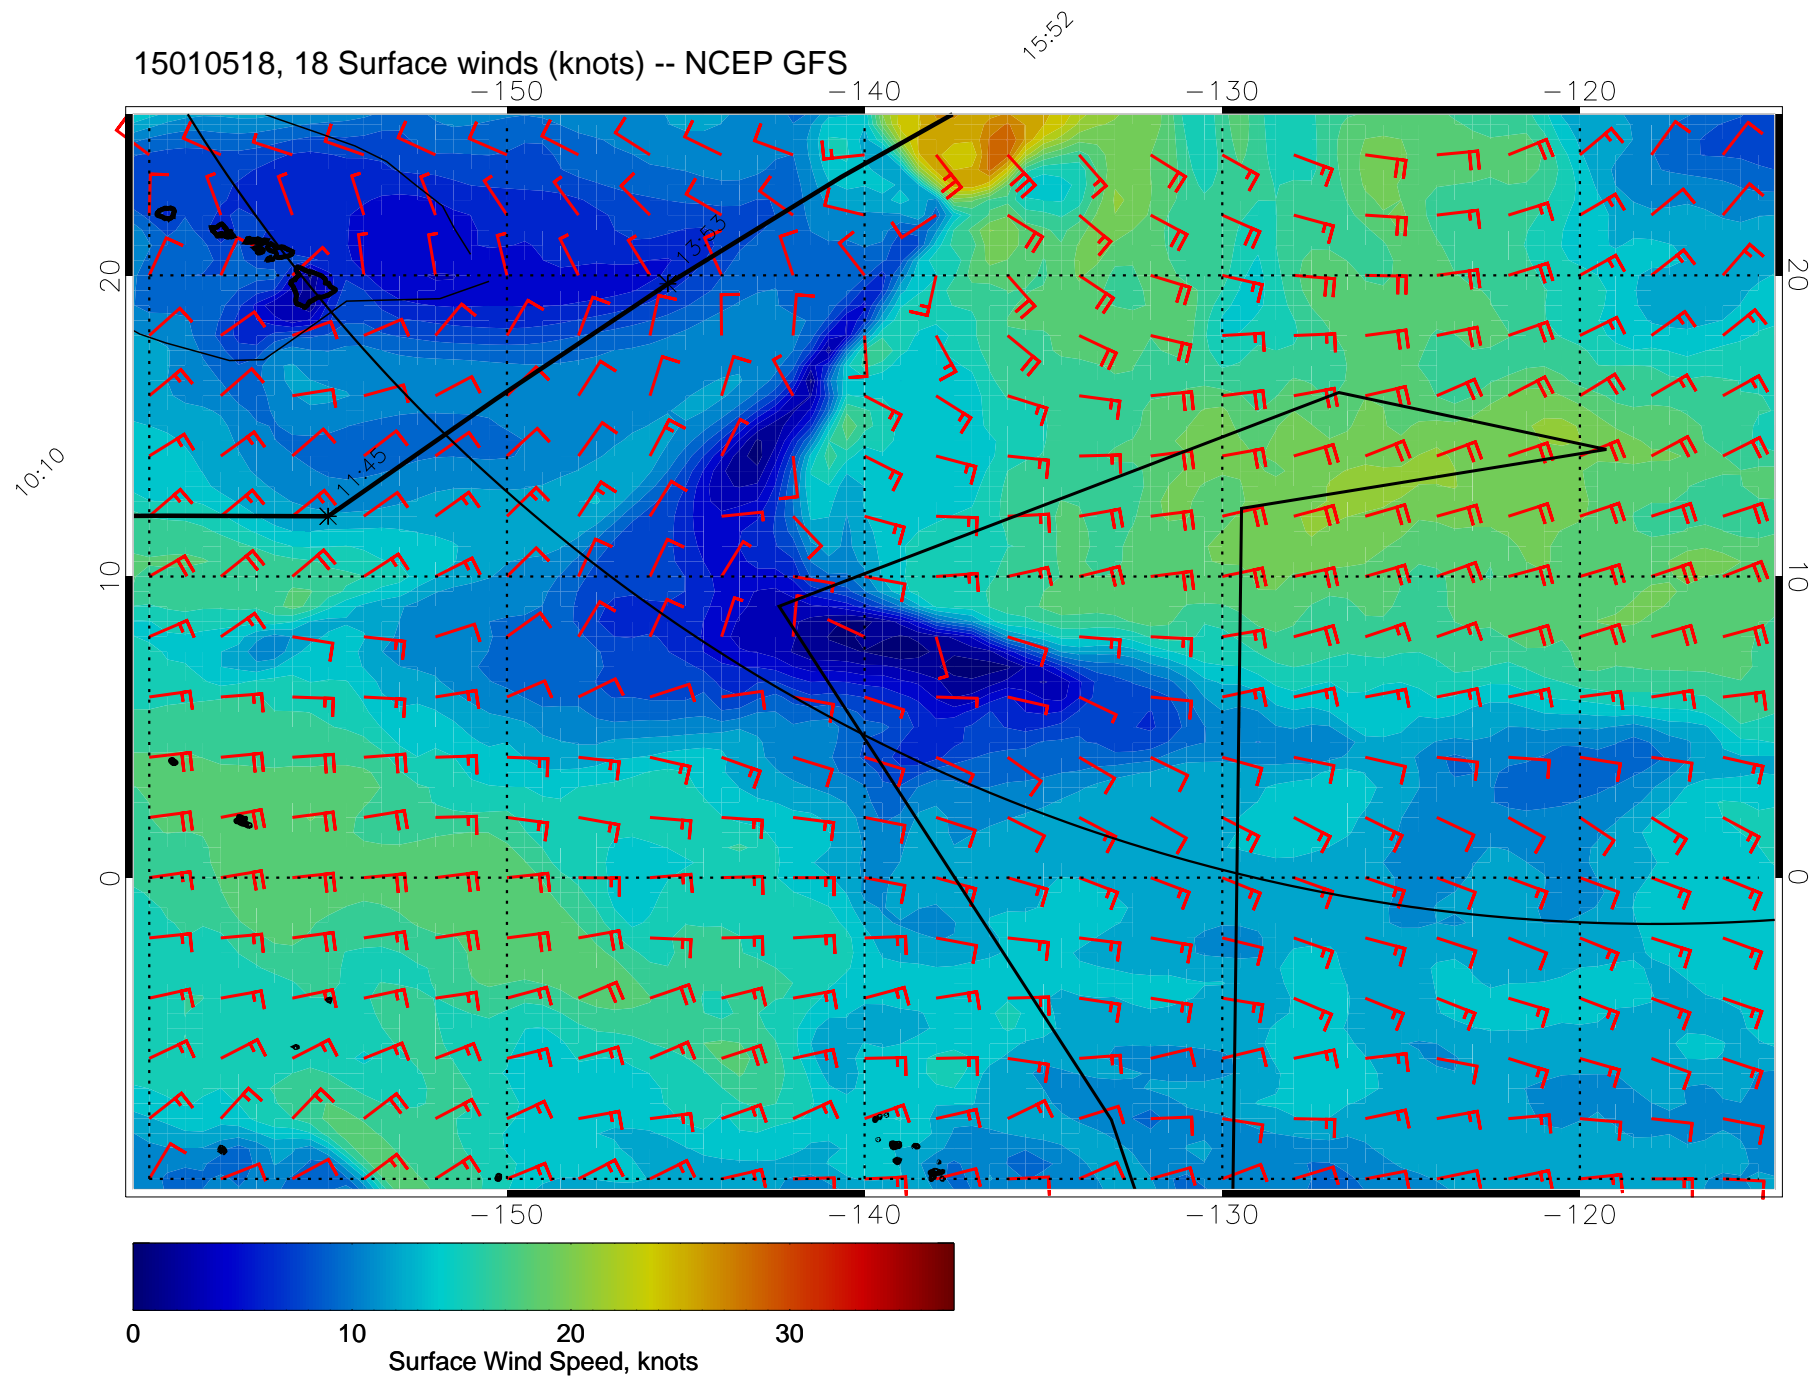 15:52
15010518, 18 Surface winds (knots) -- NCEP GFS
-150 -140 -130 -120
13:53
20 20
11:45
10:10
10 10
0 0
-150 -140 -130 -120
0 10 20 30
Surface Wind Speed, knots